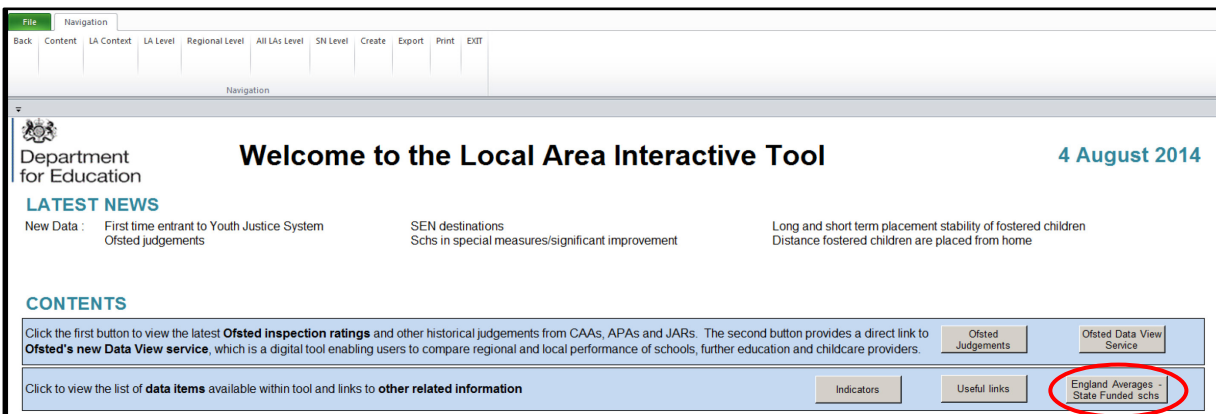 File Navigation
Back Content LA Context LA Level Regional Level All LAs Level SN Level Create Export Print EXIT
Navigation
Department
for Education
Welcome to the Local Area Interactive Tool
4 August 2014
LATEST NEWS
New Data : First time entrant to Youth Justice System SEN destinations Long and short term placement stability of fostered children
Ofsted judgements Schs in special measures/significant improvement Distance fostered children are placed from home
CONTENTS
Click the first button to view the latest Ofsted inspection ratings and other historical judgements from CAAs, APAs and JARs. The second button provides a direct link to
Ofsted's new Data View service, which is a digital tool enabling users to compare regional and local performance of schools, further education and childcare providers.
Ofsted
Judgements
Ofsted Data View
Service
Click to view the list of data items available within tool and links to other related information
Indicators
Useful links
England Averages -
State Funded schs